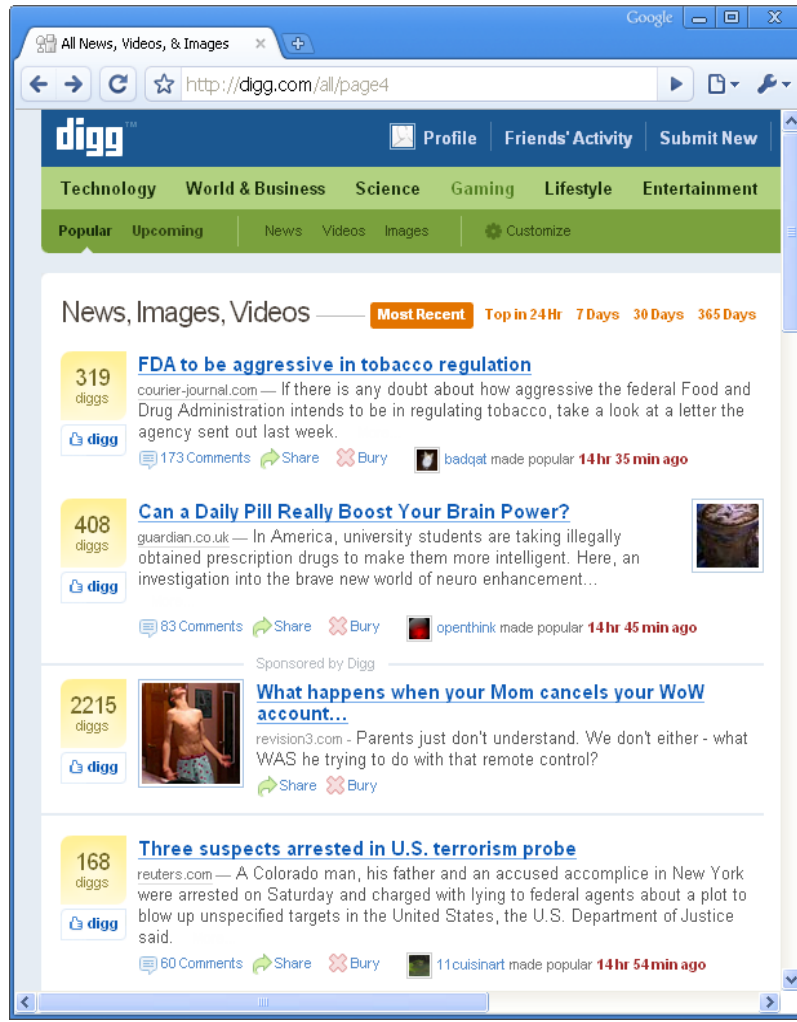 Google
All News, Videos, & Images
http://digg.com/all/page4
digg™
Profile Friends' Activity Submit New
Technology World & Business Science Gaming Lifestyle Entertainment
Popular Upcoming News Videos Images Customize
News, Images, Videos Most Recent Top in 24 Hr 7 Days 30 Days 365 Days
319
diggs
digg
FDA to be aggressive in tobacco regulation
courier-journal.com — If there is any doubt about how aggressive the federal Food and
Drug Administration intends to be in regulating tobacco, take a look at a letter the
agency sent out last week.
173 Comments Share Bury badqat made popular 14 hr 35 min ago
408
diggs
digg
Can a Daily Pill Really Boost Your Brain Power?
guardian.co.uk — In America, university students are taking illegally
obtained prescription drugs to make them more intelligent. Here, an
investigation into the brave new world of neuro enhancement...
83 Comments Share Bury openthink made popular 14 hr 45 min ago
Sponsored by Digg
2215
diggs
digg
What happens when your Mom cancels your WoW
account...
revision3.com - Parents just don't understand. We don't either - what
WAS he trying to do with that remote control?
Share Bury
168
diggs
digg
Three suspects arrested in U.S. terrorism probe
reuters.com — A Colorado man, his father and an accused accomplice in New York
were arrested on Saturday and charged with lying to federal agents about a plot to
blow up unspecified targets in the United States, the U.S. Department of Justice
said.
60 Comments Share Bury 11cuisinart made popular 14 hr 54 min ago